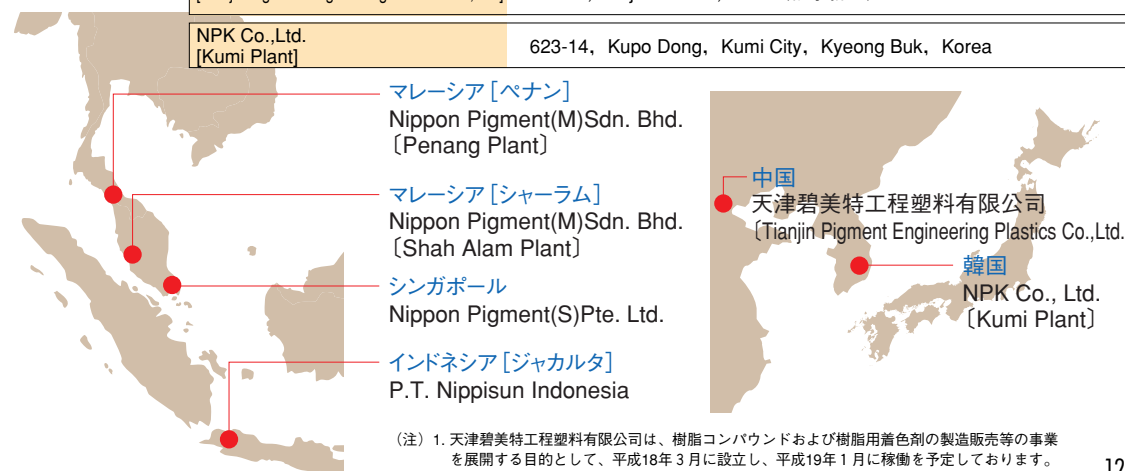 NPK Co.,Ltd.
[Kumi Plant]
623-14，Kupo Dong，Kumi City，Kyeong Buk，Korea
マレーシア［ペナン］
Nippon Pigment(M)Sdn. Bhd.
〔Penang Plant〕
マレーシア［シャーラム］
Nippon Pigment(M)Sdn. Bhd.
〔Shah Alam Plant〕
シンガポール
Nippon Pigment(S)Pte. Ltd.
インドネシア［ジャカルタ］
P.T. Nippisun Indonesia
中国
天津碧美特工程塑料有限公司
〔Tianjin Pigment Engineering Plastics Co.,Ltd.
韓国
NPK Co., Ltd.
〔Kumi Plant〕
（注）1. 天津碧美特工程塑料有限公司は、樹脂コンパウンドおよび樹脂用着色剤の製造販売等の事業
を展開する目的として、平成18年３月に設立し、平成19年１月に稼働を予定しております。
12